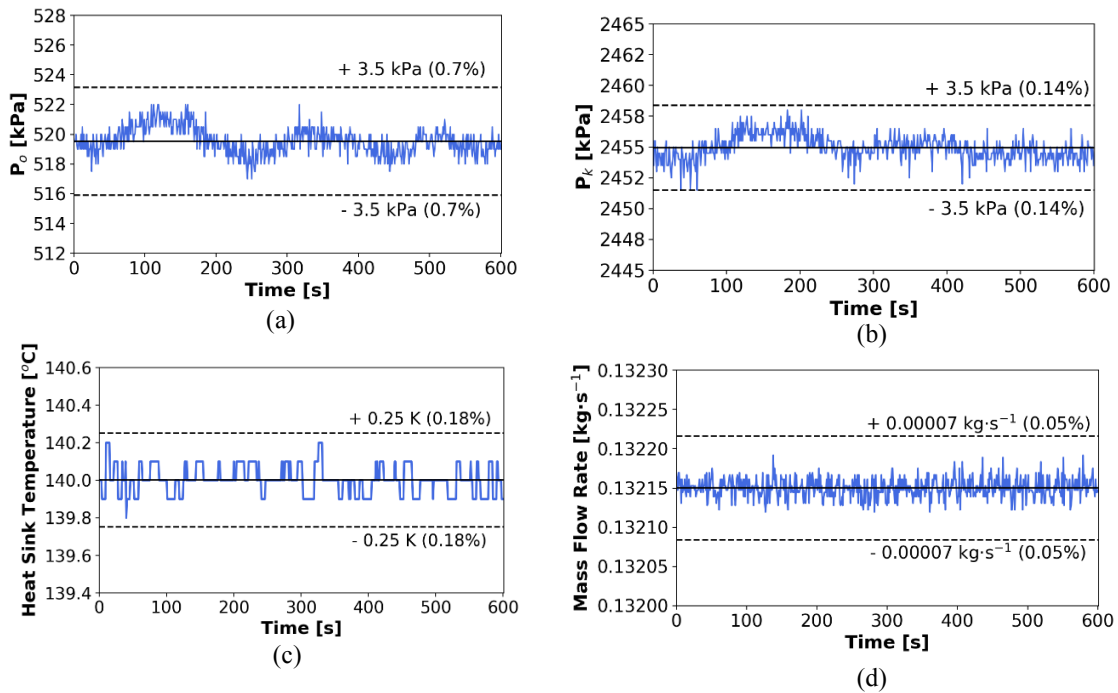 528
526
524
522
520
518
516
514
512
P_o [kPa]
+ 3.5 kPa (0.7%)
- 3.5 kPa (0.7%)
0 100 200 300 400 500 600
Time [s]
(a)
2465
2463
2460
2458
2455
2452
2450
2448
2445
P_k [kPa]
+ 3.5 kPa (0.14%)
- 3.5 kPa (0.14%)
0 100 200 300 400 500 600
Time [s]
(b)
140.6
140.4
140.2
140.0
139.8
139.6
139.4
Heat Sink Temperature [°C]
+ 0.25 K (0.18%)
- 0.25 K (0.18%)
0 100 200 300 400 500 600
Time [s]
(c)
0.13230
0.13225
0.13220
0.13215
0.13210
0.13205
0.13200
Mass Flow Rate [kg·s⁻¹]
+ 0.00007 kg·s⁻¹ (0.05%)
- 0.00007 kg·s⁻¹ (0.05%)
0 100 200 300 400 500 600
Time [s]
(d)